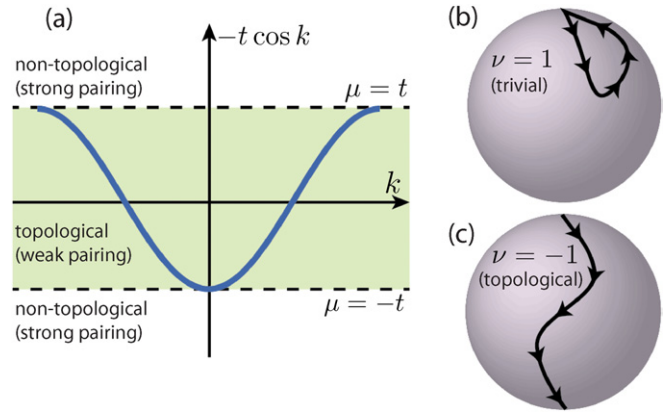 (a)
−t cos k
non-topological
(strong pairing)
μ = t
k
topological
(weak pairing)
non-topological
(strong pairing)
μ = −t
(b)
ν = 1
(trivial)
(c)
ν = −1
(topological)